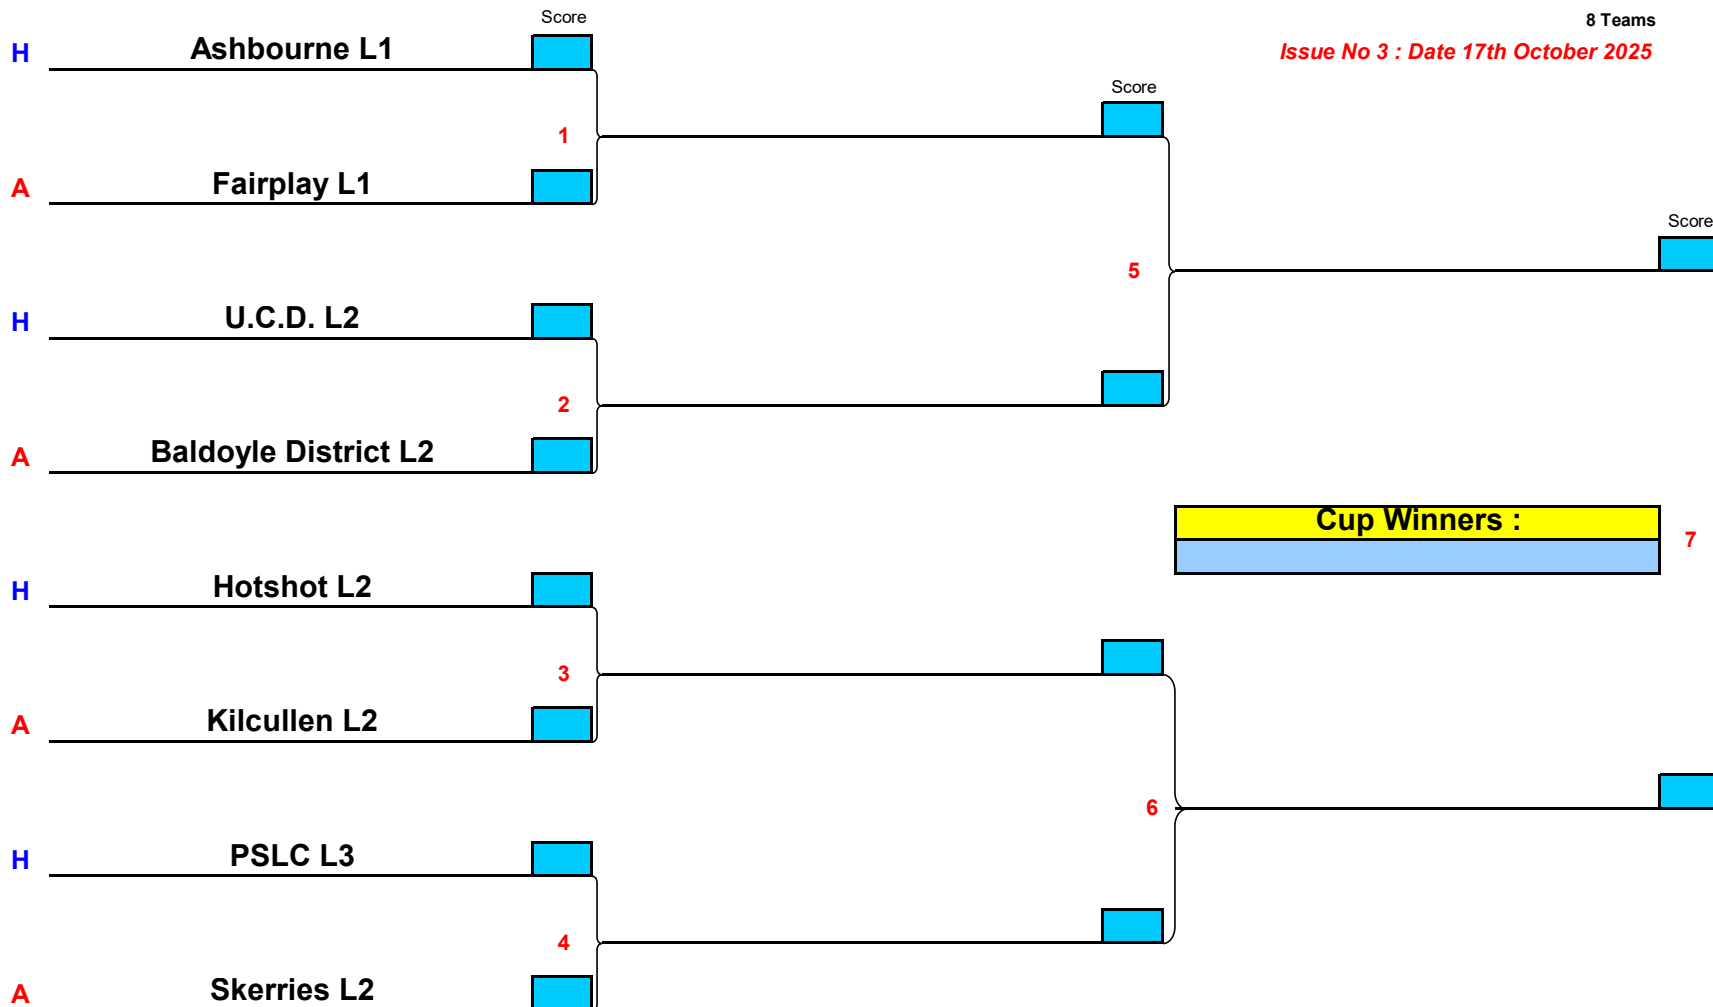 Score
8 Teams
H Ashbourne L1
Issue No 3 : Date 17th October 2025
Score
1
A Fairplay L1
Score
5
H U.C.D. L2
2
A Baldoyle District L2
Cup Winners :
7
H Hotshot L2
3
A Kilcullen L2
6
H PSLC L3
4
A Skerries L2